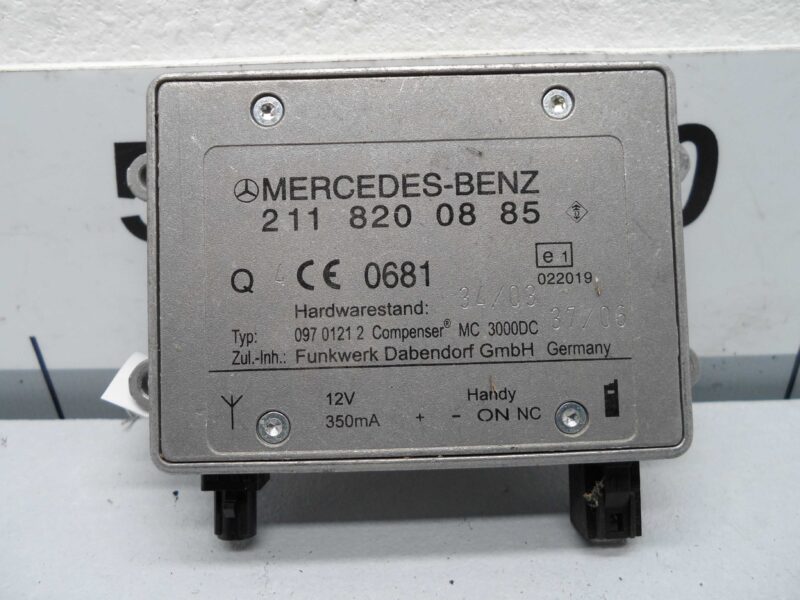 MERCEDES-BENZ
211 820 08 85
Q 4 CE 0681 e 1
022019
Hardwarestand: 34/03
37/06
Typ: 097 0121 2 Compenser® MC 3000DC
Zul.-Inh.: Funkwerk Dabendorf GmbH Germany
12V Handy
350mA + - ON NC